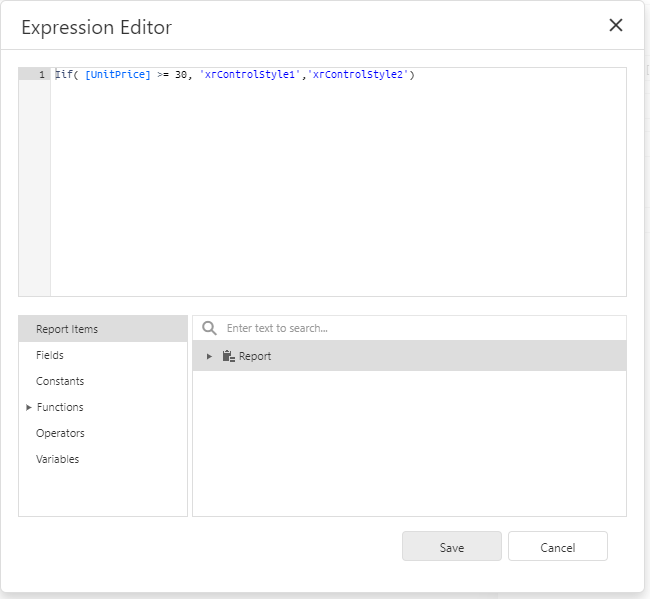 Expression Editor
1 Iif( [UnitPrice] >= 30, 'xrControlStyle1','xrControlStyle2')
Report Items
Fields
Constants
Functions
Operators
Variables
Enter text to search...
Report
Save
Cancel